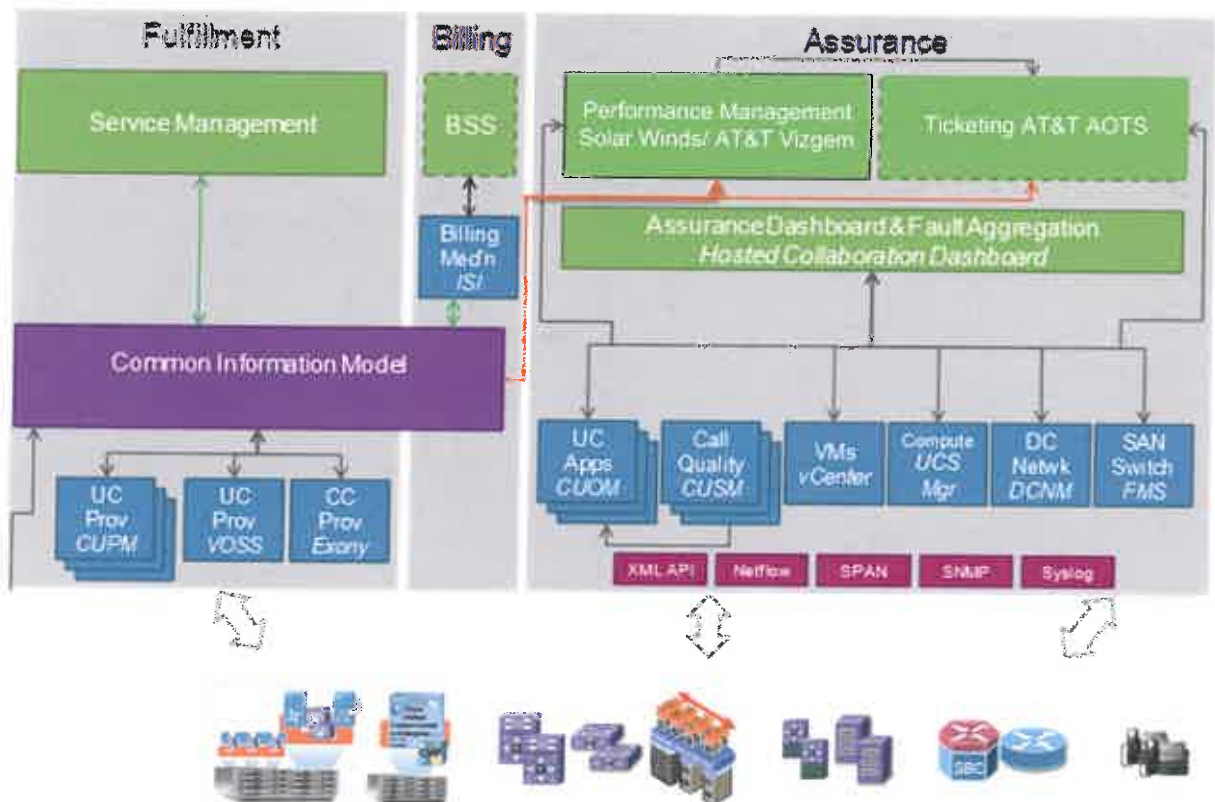 Fulfillment
Billing
Assurance
Service Management
BSS
Performance Management
Solar Winds/ AT&T Vizgem
Ticketing AT&T AOTS
Billing
Med'n
ISI
Assurance Dashboard & Fault Aggregation
Hosted Collaboration Dashboard
Common Information Model
UC
Prov
CUPM
UC
Prov
VOSS
CC
Prov
Exony
UC
Apps
CUOM
Call
Quality
CUSM
VMs
vCenter
Compute
UCS
Mgr
DC
Netwk
DCNM
SAN
Switch
FMS
XML API
Netflow
SPAN
SNMP
Syslog
SBC